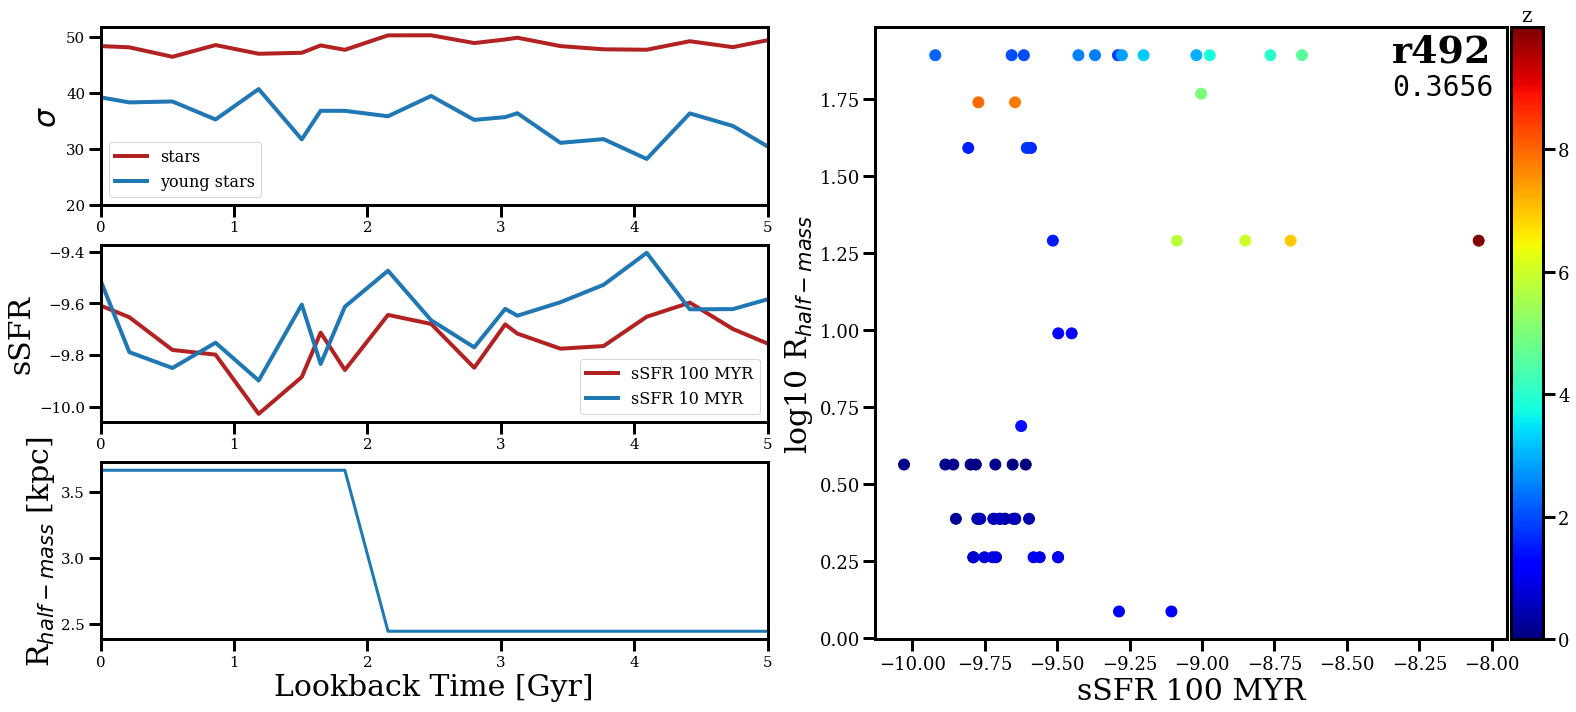 50
40
30
20
σ
stars
young stars
0 1 2 3 4 5
−9.4
−9.6
−9.8
−10.0
sSFR
sSFR 100 MYR
sSFR 10 MYR
0 1 2 3 4 5
3.5
3.0
2.5
R_half−mass [kpc]
0 1 2 3 4 5
Lookback Time [Gyr]
r492
0.3656
1.75
1.50
1.25
1.00
0.75
0.50
0.25
0.00
log10 R_half−mass
−10.00 −9.75 −9.50 −9.25 −9.00 −8.75 −8.50 −8.25 −8.00
sSFR 100 MYR
z
8
6
4
2
0